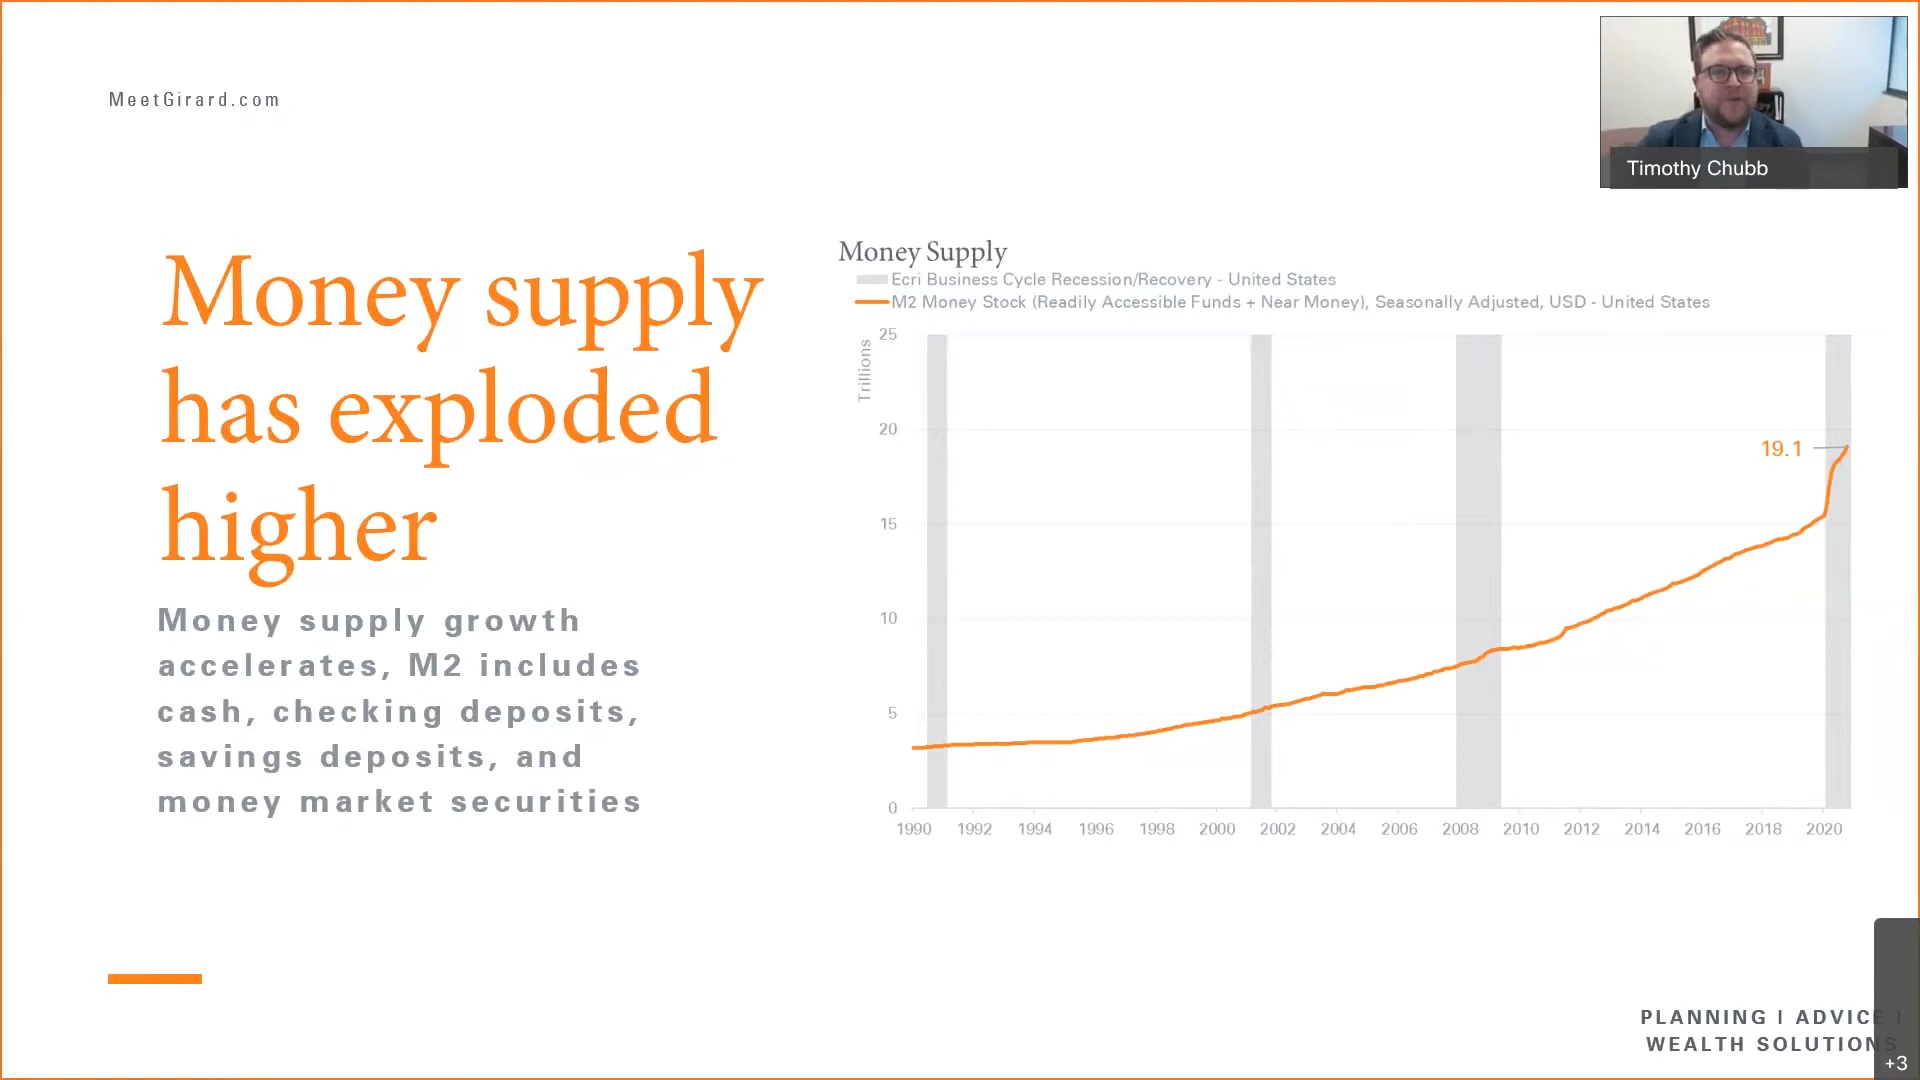 MeetGirard.com
Timothy Chubb
Money supply
has exploded
higher
Money supply growth
accelerates, M2 includes
cash, checking deposits,
savings deposits, and
money market securities
Money Supply
Ecri Business Cycle Recession/Recovery - United States
M2 Money Stock (Readily Accessible Funds + Near Money), Seasonally Adjusted, USD - United States
Trillions
25
20
15
10
5
0
19.1
1990 1992 1994 1996 1998 2000 2002 2004 2006 2008 2010 2012 2014 2016 2018 2020
PLANNING | ADVICE |
WEALTH SOLUTIONS
+3